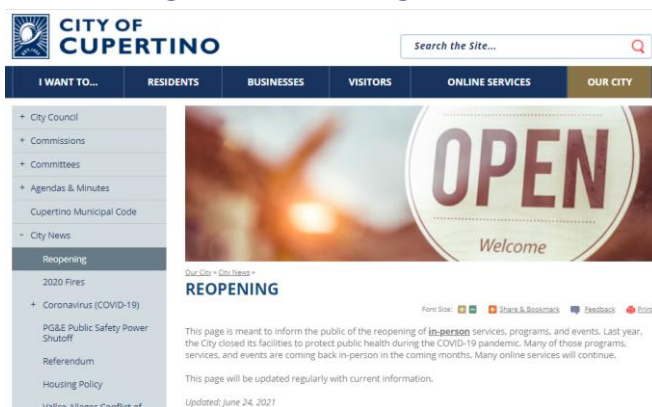 CITY OF
CUPERTINO
Search the Site...
I WANT TO...
RESIDENTS
BUSINESSES
VISITORS
ONLINE SERVICES
OUR CITY
+ City Council
+ Commissions
+ Committees
+ Agendas & Minutes
Cupertino Municipal Code
- City News
Reopening
2020 Fires
+ Coronavirus (COVID-19)
PG&E Public Safety Power
Shutoff
Referendum
Housing Policy
OPEN
Welcome
Our City » City News »
REOPENING
Font Size: + - Share & Bookmark Feedback Print
This page is meant to inform the public of the reopening of in-person services, programs, and events. Last year,
the City closed its facilities to protect public health during the COVID-19 pandemic. Many of those programs,
services, and events are coming back in-person in the coming months. Many online services will continue.
This page will be updated regularly with current information.
Updated: June 24, 2021